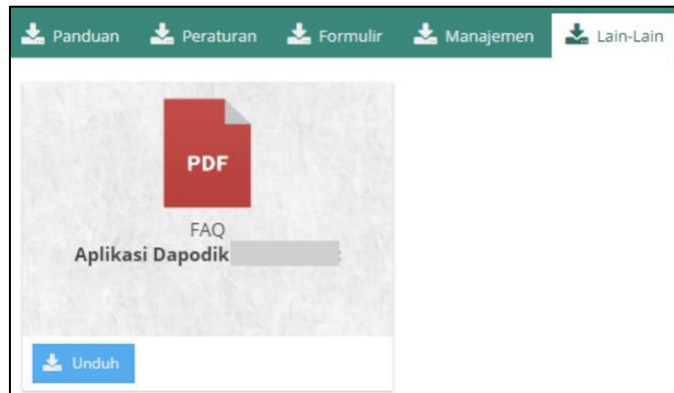 Panduan Peraturan Formulir Manajemen Lain-Lain
PDF
FAQ
Aplikasi Dapodik
Unduh